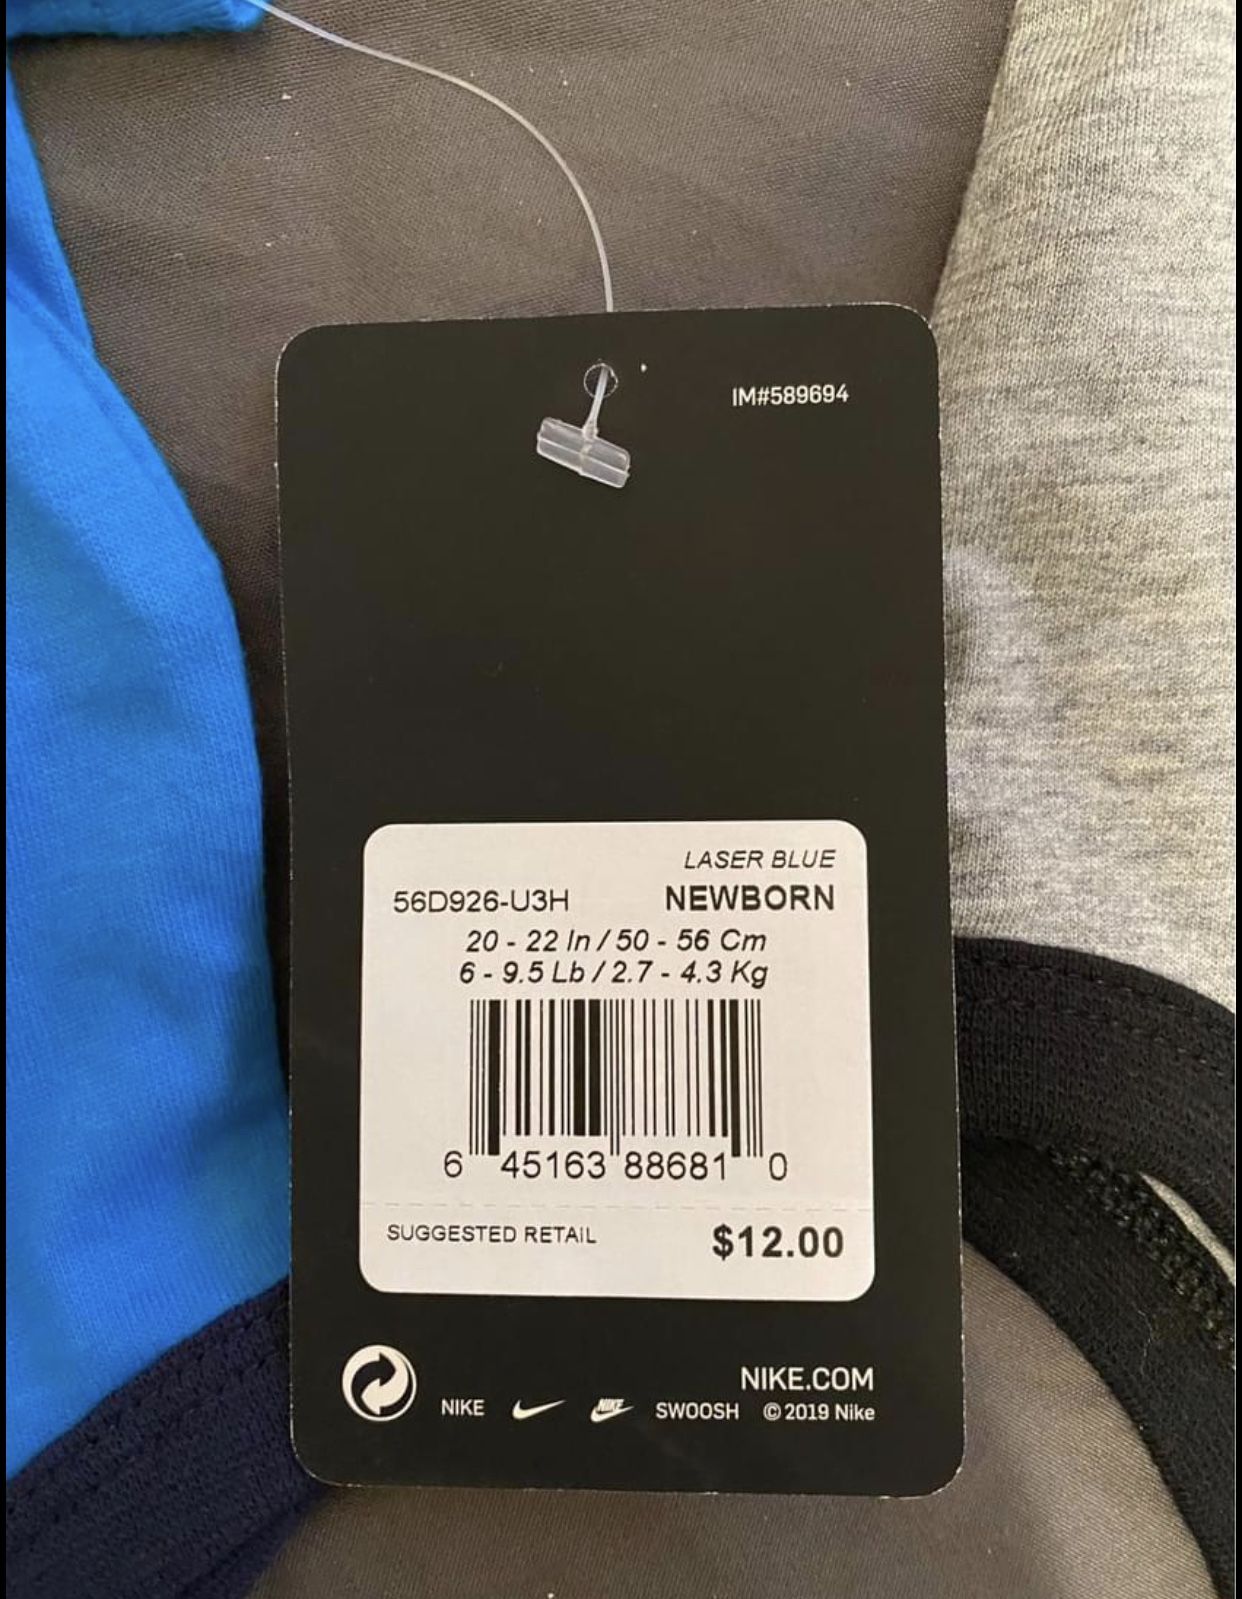 IM#589694
LASER BLUE
56D926-U3H NEWBORN
20 - 22 In / 50 - 56 Cm
6 - 9.5 Lb / 2.7 - 4.3 Kg
6 45163 88681 0
SUGGESTED RETAIL $12.00
NIKE.COM
NIKE NIKE SWOOSH © 2019 Nike